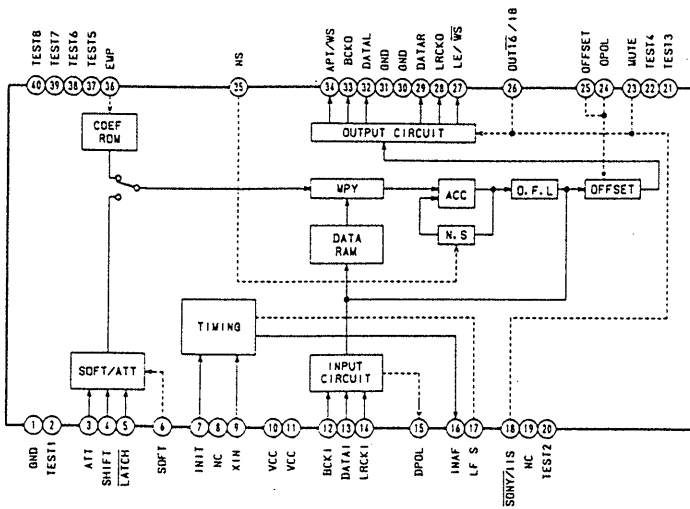 TEST8
TEST7
TEST6
TEST5
EMP
NS
APT/WS
BCKO
DATAL
GND
GND
DATAR
LRCKO
LE/WS
OUT16/18
OFFSET
OPOL
MUTE
TEST4
TEST3
40 39 38 37 36 35 34 33 32 31 30 29 28 27 26 25 24 23 22 21
COEF
ROM
OUTPUT CIRCUIT
MPY
ACC
O.F.L
OFFSET
N.S
DATA
RAM
TIMING
SOFT/ATT
INPUT
CIRCUIT
1 2 3 4 5 6 7 8 9 10 11 12 13 14 15 16 17 18 19 20
GND
TEST1
ATT
SHIFT
LATCH
SOFT
INIT
NC
XIN
VCC
VCC
BCKI
DATAI
LRCKI
DPOL
INAF
LF S
SONY/IIS
NC
TEST2